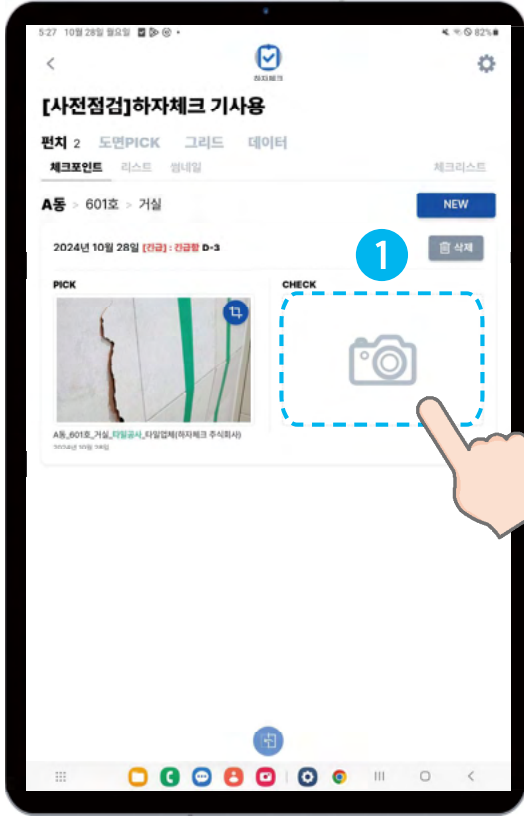 5:27 10월 28일 월요일
82%
하자체크
[사전점검]하자체크 기사용
펀치 2 도면PICK 그리드 데이터
체크포인트 리스트 썸네일 체크리스트
A동 > 601호 > 거실 NEW
2024년 10월 28일 [긴급] : 긴급함 D-3
1
삭제
PICK CHECK
A동_601호_거실_타일공사_타일업체(하자체크 주식회사)
2024년 10월 28일